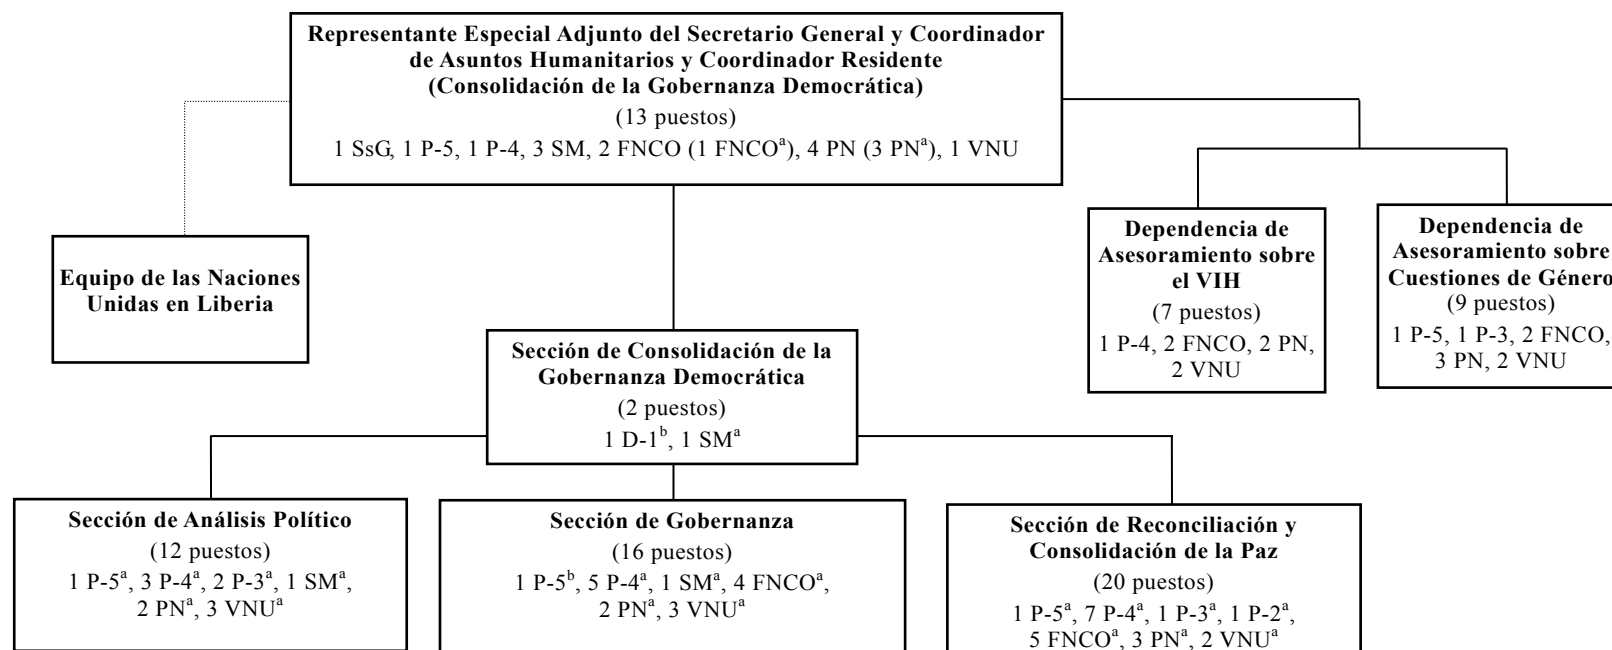 Representante Especial Adjunto del Secretario General y Coordinador
de Asuntos Humanitarios y Coordinador Residente
(Consolidación de la Gobernanza Democrática)
(13 puestos)
1 SsG, 1 P-5, 1 P-4, 3 SM, 2 FNCO (1 FNCOª), 4 PN (3 PNª), 1 VNU
Equipo de las Naciones
Unidas en Liberia
Dependencia de
Asesoramiento sobre
el VIH
(7 puestos)
1 P-4, 2 FNCO, 2 PN,
2 VNU
Dependencia de
Asesoramiento sobre
Cuestiones de Género
(9 puestos)
1 P-5, 1 P-3, 2 FNCO,
3 PN, 2 VNU
Sección de Consolidación de la
Gobernanza Democrática
(2 puestos)
1 D-1ᵇ, 1 SMª
Sección de Análisis Político
(12 puestos)
1 P-5ª, 3 P-4ª, 2 P-3ª, 1 SMª,
2 PNª, 3 VNUª
Sección de Gobernanza
(16 puestos)
1 P-5ᵇ, 5 P-4ª, 1 SMª, 4 FNCOª,
2 PNª, 3 VNUª
Sección de Reconciliación y
Consolidación de la Paz
(20 puestos)
1 P-5ª, 7 P-4ª, 1 P-3ª, 1 P-2ª,
5 FNCOª, 3 PNª, 2 VNUª